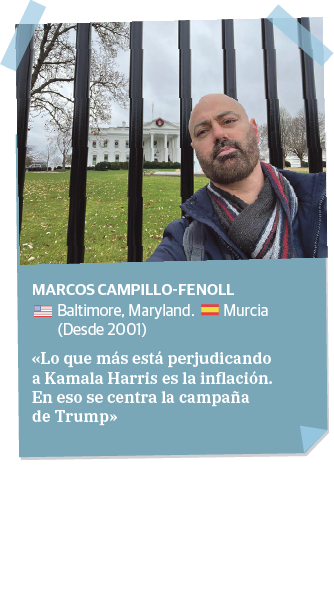 MARCOS CAMPILLO-FENOLL
Baltimore, Maryland. Murcia
(Desde 2001)
«Lo que más está perjudicando
a Kamala Harris es la inflación.
En eso se centra la campaña
de Trump»